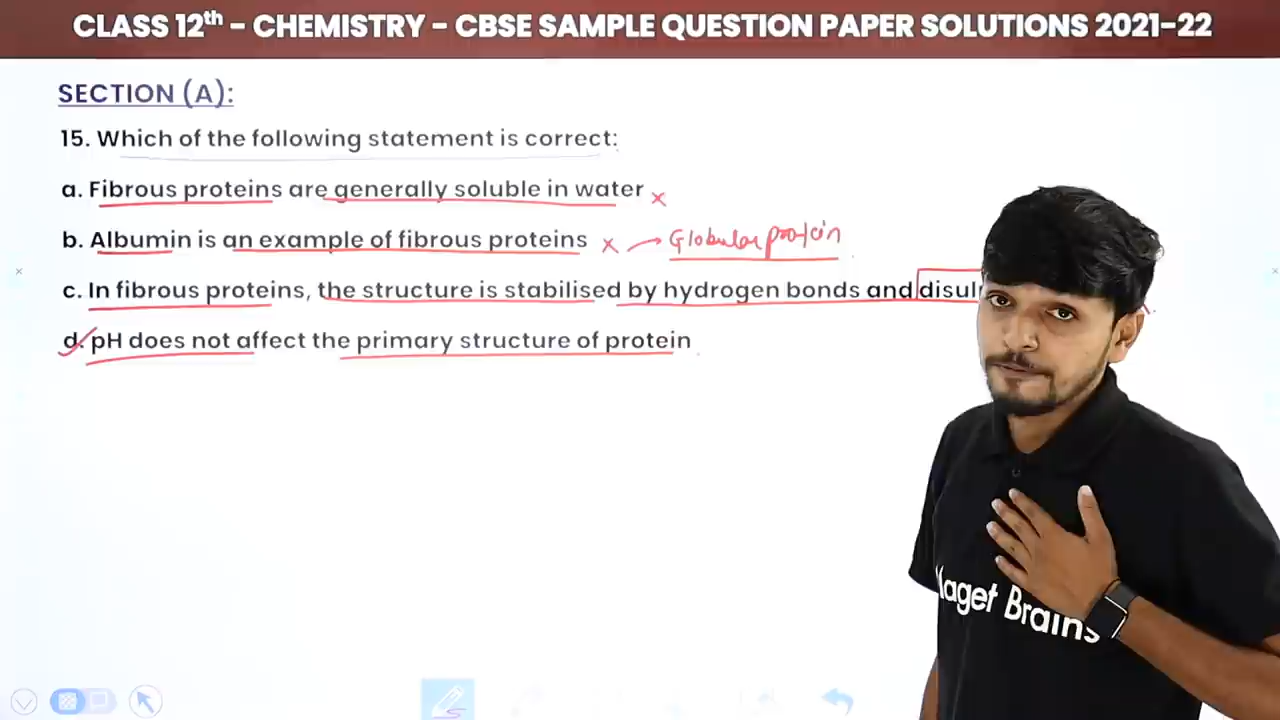 CLASS 12th - CHEMISTRY - CBSE SAMPLE QUESTION PAPER SOLUTIONS 2021-22
SECTION (A):
15. Which of the following statement is correct:
a. Fibrous proteins are generally soluble in water ×
b. Albumin is an example of fibrous proteins × → Globular protein
c. In fibrous proteins, the structure is stabilised by hydrogen bonds and
d. pH does not affect the primary structure of protein
Brains